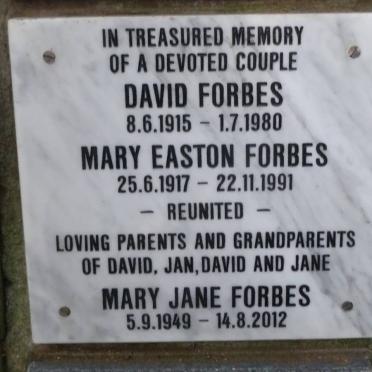 IN TREASURED MEMORY
OF A DEVOTED COUPLE
DAVID FORBES
8.6.1915 – 1.7.1980
MARY EASTON FORBES
25.6.1917 – 22.11.1991
– REUNITED –
LOVING PARENTS AND GRANDPARENTS
OF DAVID, JAN, DAVID AND JANE
MARY JANE FORBES
5.9.1949 – 14.8.2012